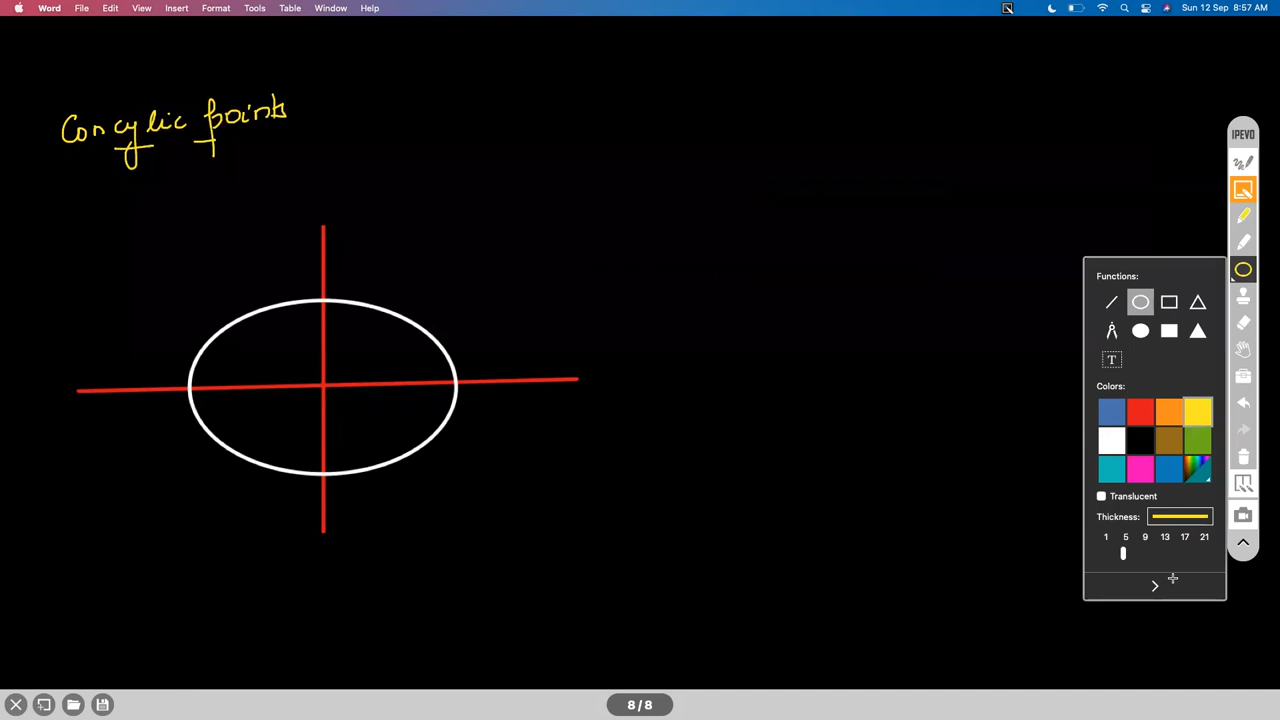 Word File Edit View Insert Format Tools Table Window Help Sun 12 Sep 8:57 AM
Concylic points
IPEVO
Functions:
T
Colors:
Translucent
Thickness:
1 5 9 13 17 21
8/8